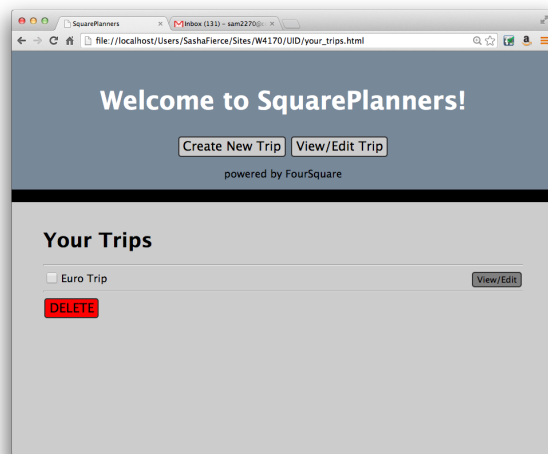 SquarePlanners
Inbox (131) – sam2270@c
file://localhost/Users/SashaFierce/Sites/W4170/UID/your_trips.html
Welcome to SquarePlanners!
Create New Trip View/Edit Trip
powered by FourSquare
Your Trips
Euro Trip View/Edit
DELETE